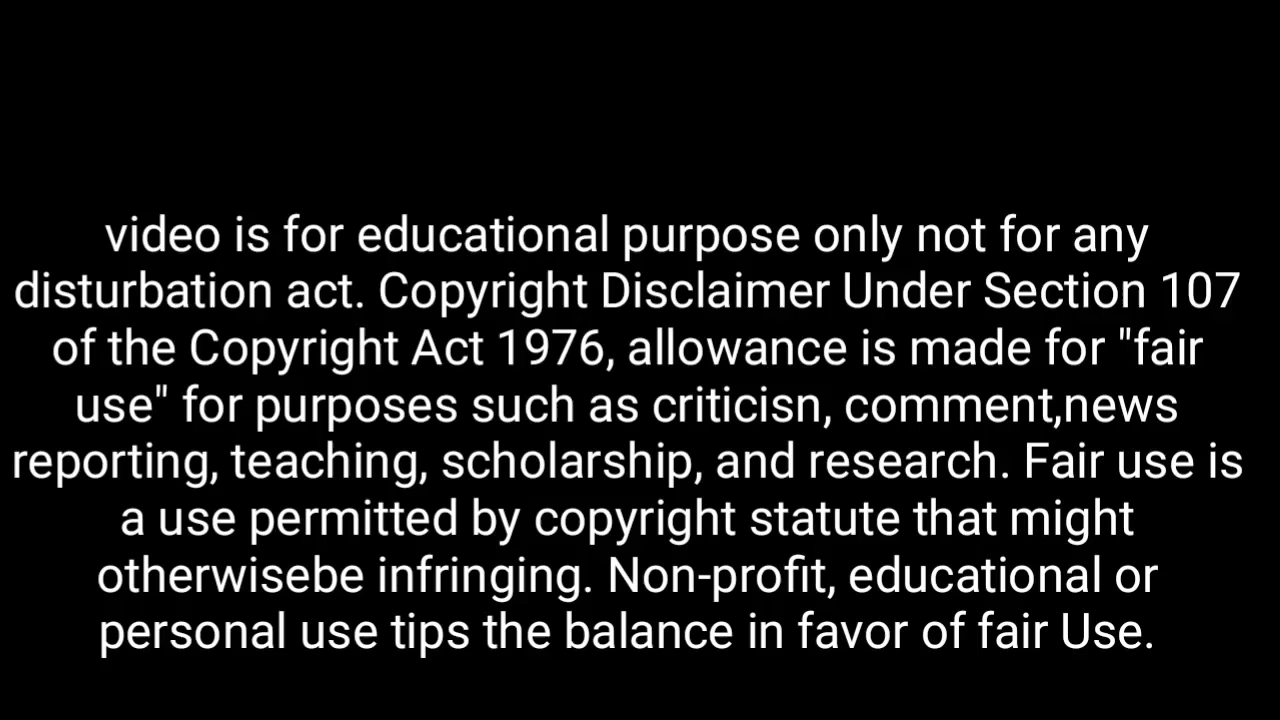 video is for educational purpose only not for any
disturbation act. Copyright Disclaimer Under Section 107
of the Copyright Act 1976, allowance is made for "fair
use" for purposes such as criticisn, comment,news
reporting, teaching, scholarship, and research. Fair use is
a use permitted by copyright statute that might
otherwisebe infringing. Non-profit, educational or
personal use tips the balance in favor of fair Use.